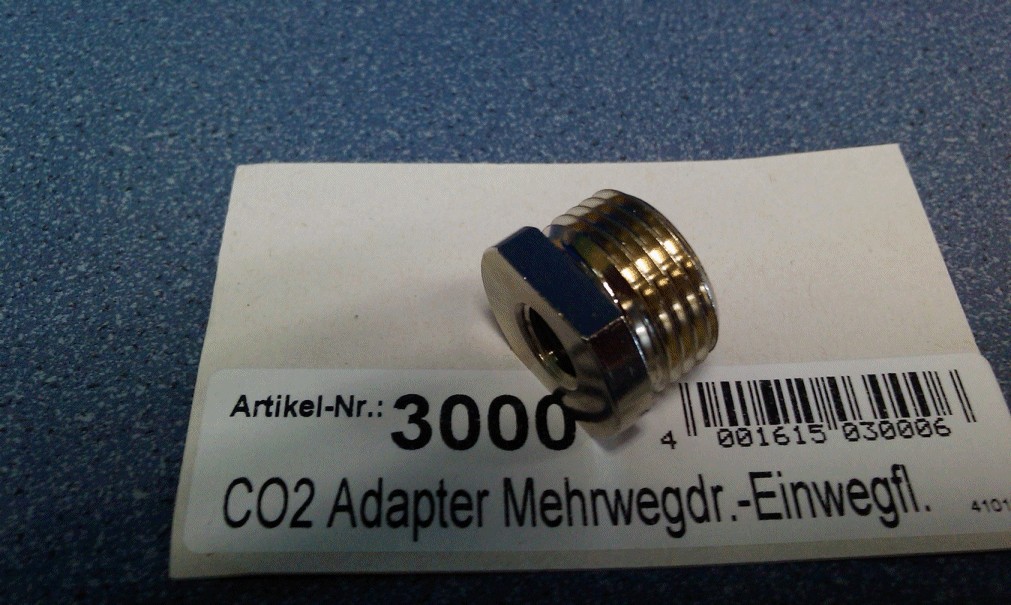 Artikel-Nr.: 3000
4 001615 030006
CO2 Adapter Mehrwegdr.-Einwegfl.
4101